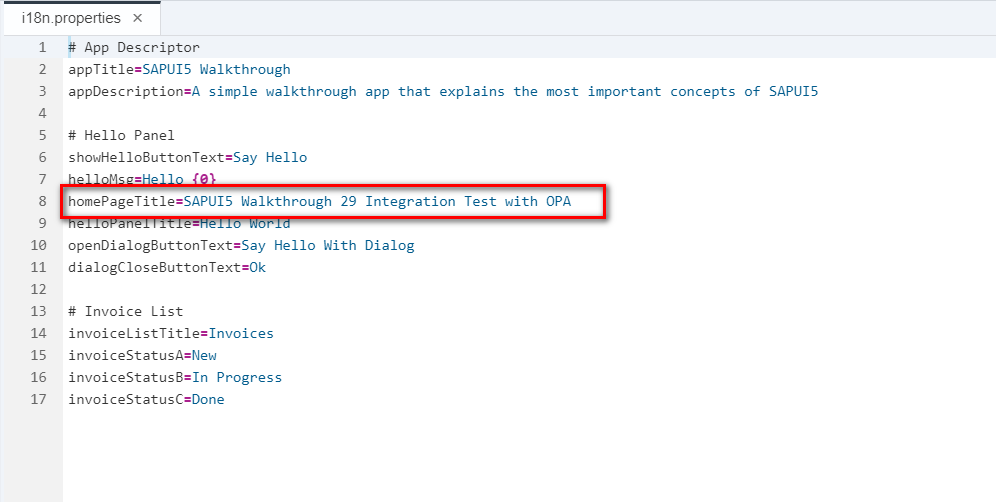 i18n.properties ×
1 # App Descriptor
2 appTitle=SAPUI5 Walkthrough
3 appDescription=A simple walkthrough app that explains the most important concepts of SAPUI5
4
5 # Hello Panel
6 showHelloButtonText=Say Hello
7 helloMsg=Hello {0}
8 homePageTitle=SAPUI5 Walkthrough 29 Integration Test with OPA
9 helloPanelTitle=Hello World
10 openDialogButtonText=Say Hello With Dialog
11 dialogCloseButtonText=Ok
12
13 # Invoice List
14 invoiceListTitle=Invoices
15 invoiceStatusA=New
16 invoiceStatusB=In Progress
17 invoiceStatusC=Done